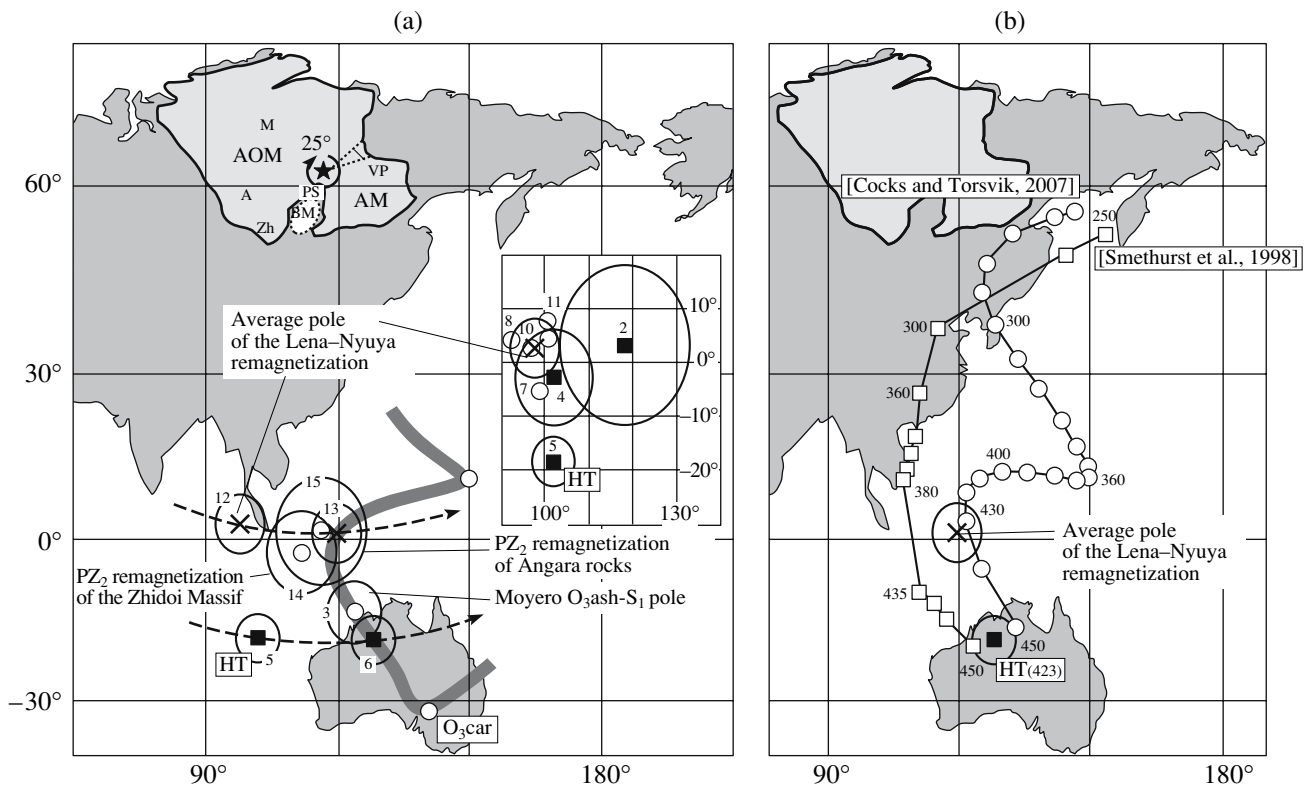 (a)
M
AOM
25°
VP
PS
A
AM
BM
Zh
60°
11
10°
8
10
2
0°
7
4
–10°
5
–20°
HT
100°
130°
Average pole
of the Lena–Nyuya
remagnetization
30°
12
15
13
0°
PZ2 remagnetization
of Angara rocks
PZ2 remagnetization
of the Zhidoi Massif
14
3
Moyero O3ash-S1 pole
HT
5
6
–30°
O3car
90°
180°
(b)
[Cocks and Torsvik, 2007]
250
[Smethurst et al., 1998]
300
300
360
400
380
360
430
Average pole
of the Lena–Nyuya
remagnetization
435
450
450
HT(423)
90°
180°